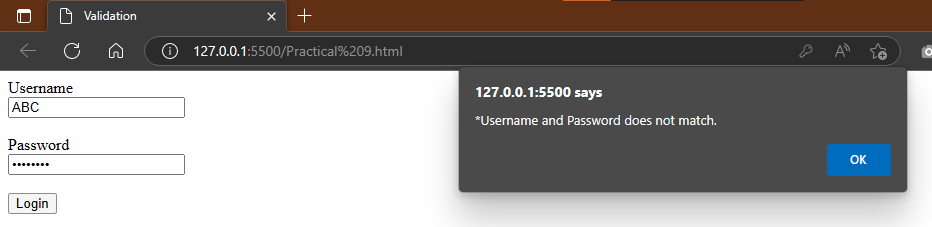 Validation
127.0.0.1:5500/Practical%209.html
Username
ABC
Password
••••••••
Login
127.0.0.1:5500 says
*Username and Password does not match.
OK